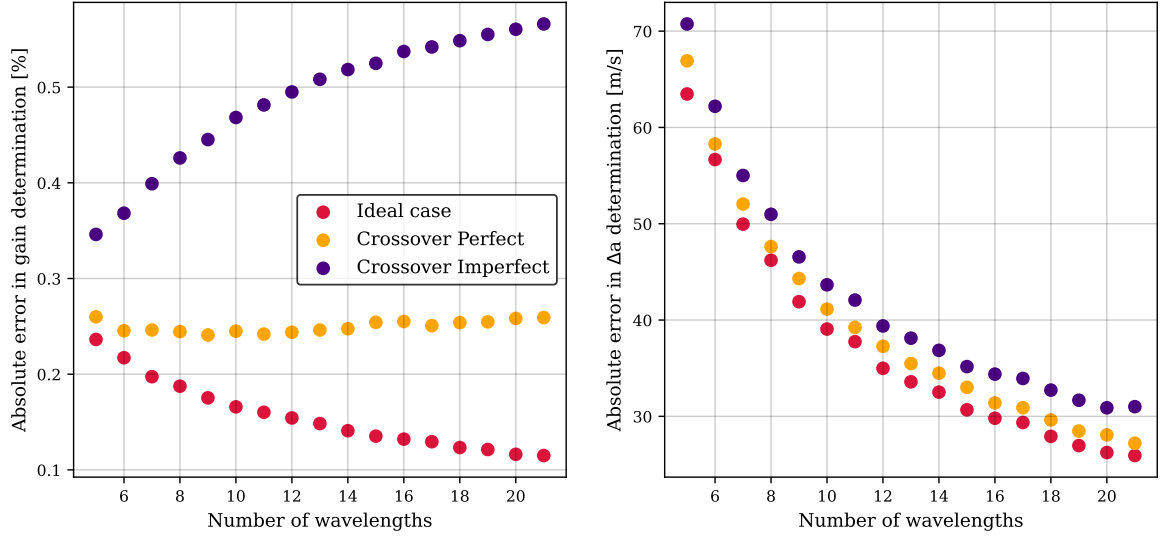 Absolute error in gain determination [%]
0.5
0.4
0.3
0.2
0.1
6 8 10 12 14 16 18 20
Number of wavelengths
Ideal case
Crossover Perfect
Crossover Imperfect
Absolute error in Δa determination [m/s]
70
60
50
40
30
6 8 10 12 14 16 18 20
Number of wavelengths